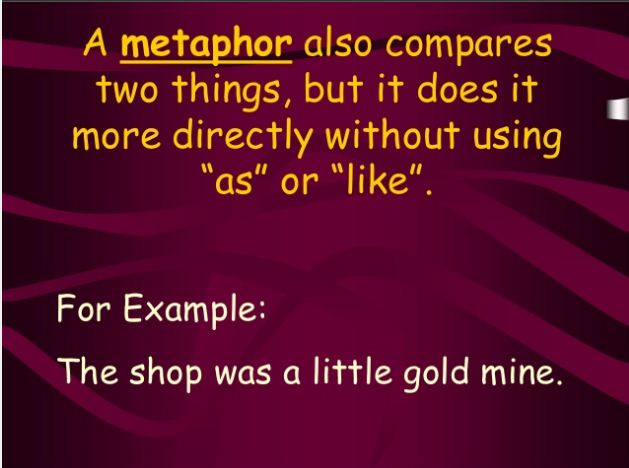 A metaphor also compares
two things, but it does it
more directly without using
“as” or “like”.
For Example:
The shop was a little gold mine.